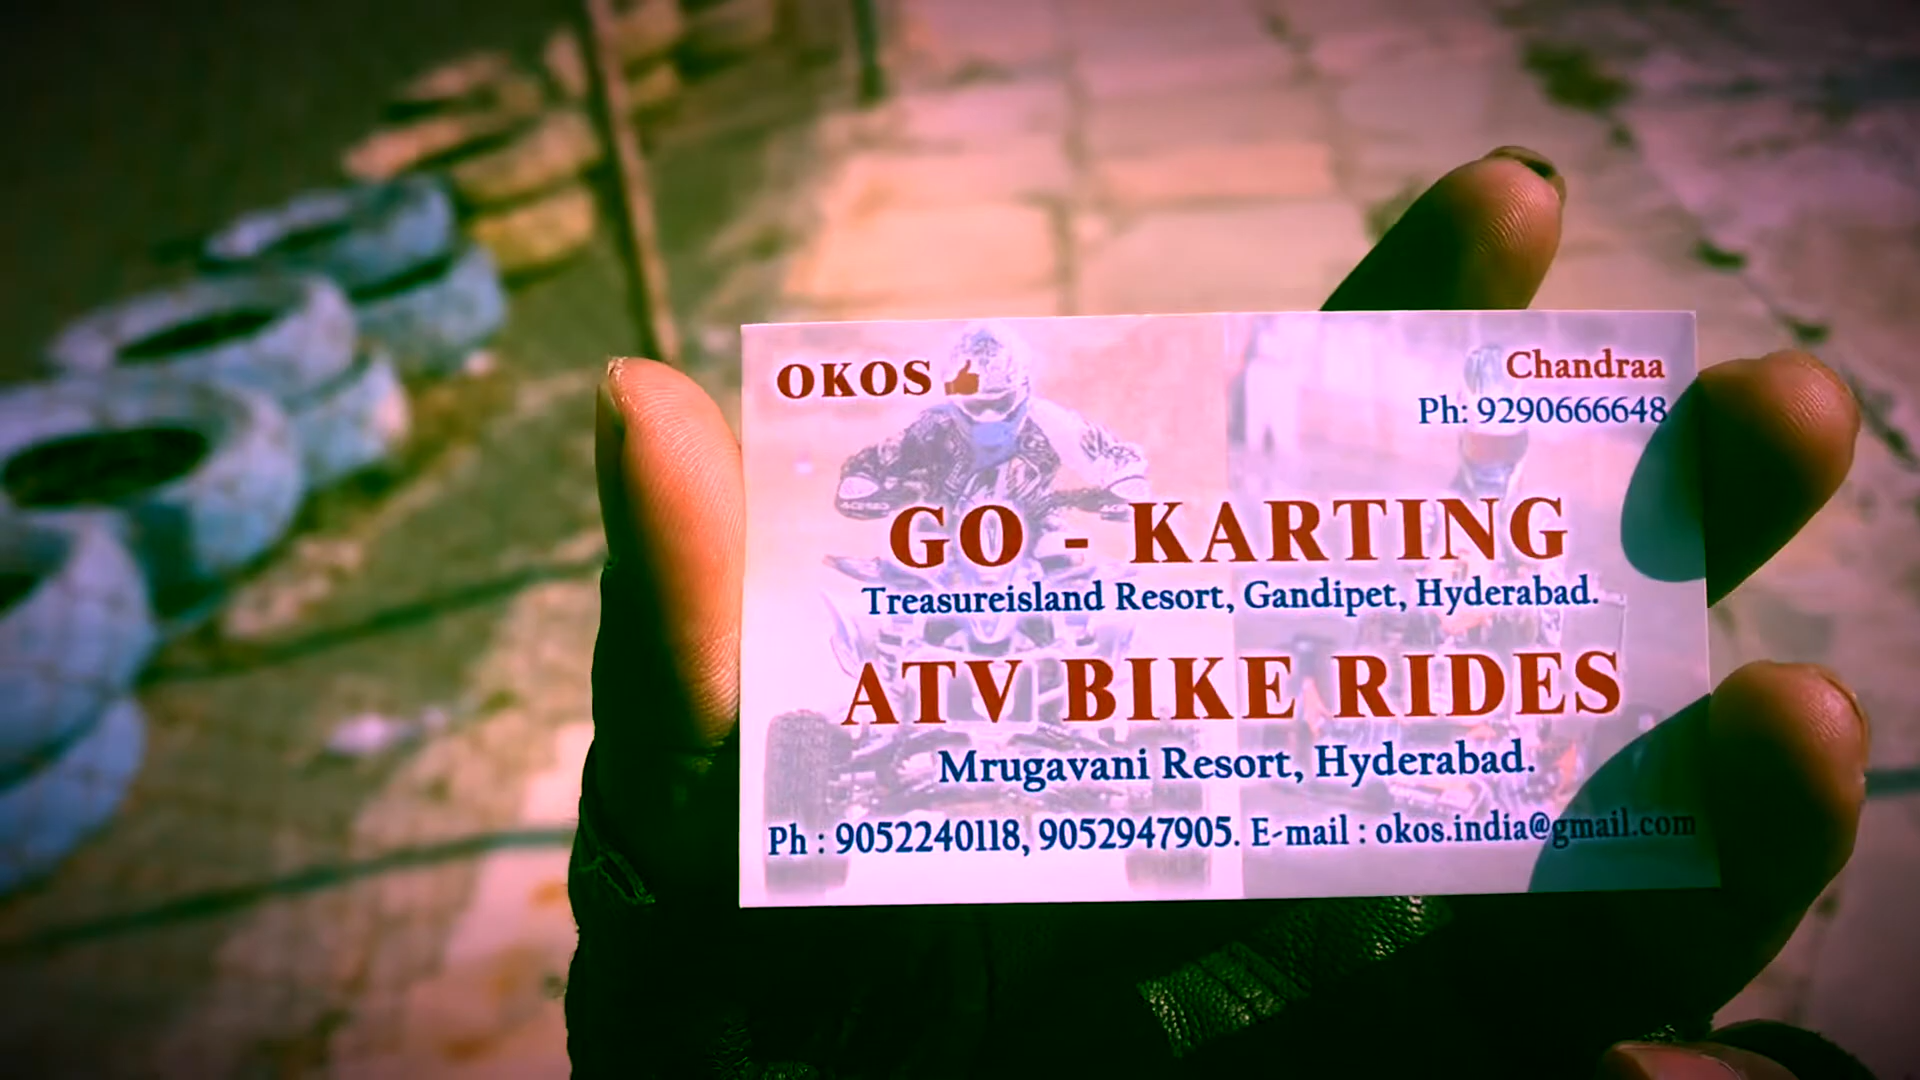 OKOS
Chandraa
Ph: 9290666648
GO - KARTING
Treasureisland Resort, Gandipet, Hyderabad.
ATV BIKE RIDES
Mrugavani Resort, Hyderabad.
Ph : 9052240118, 9052947905. E-mail : okos.india@gmail.com